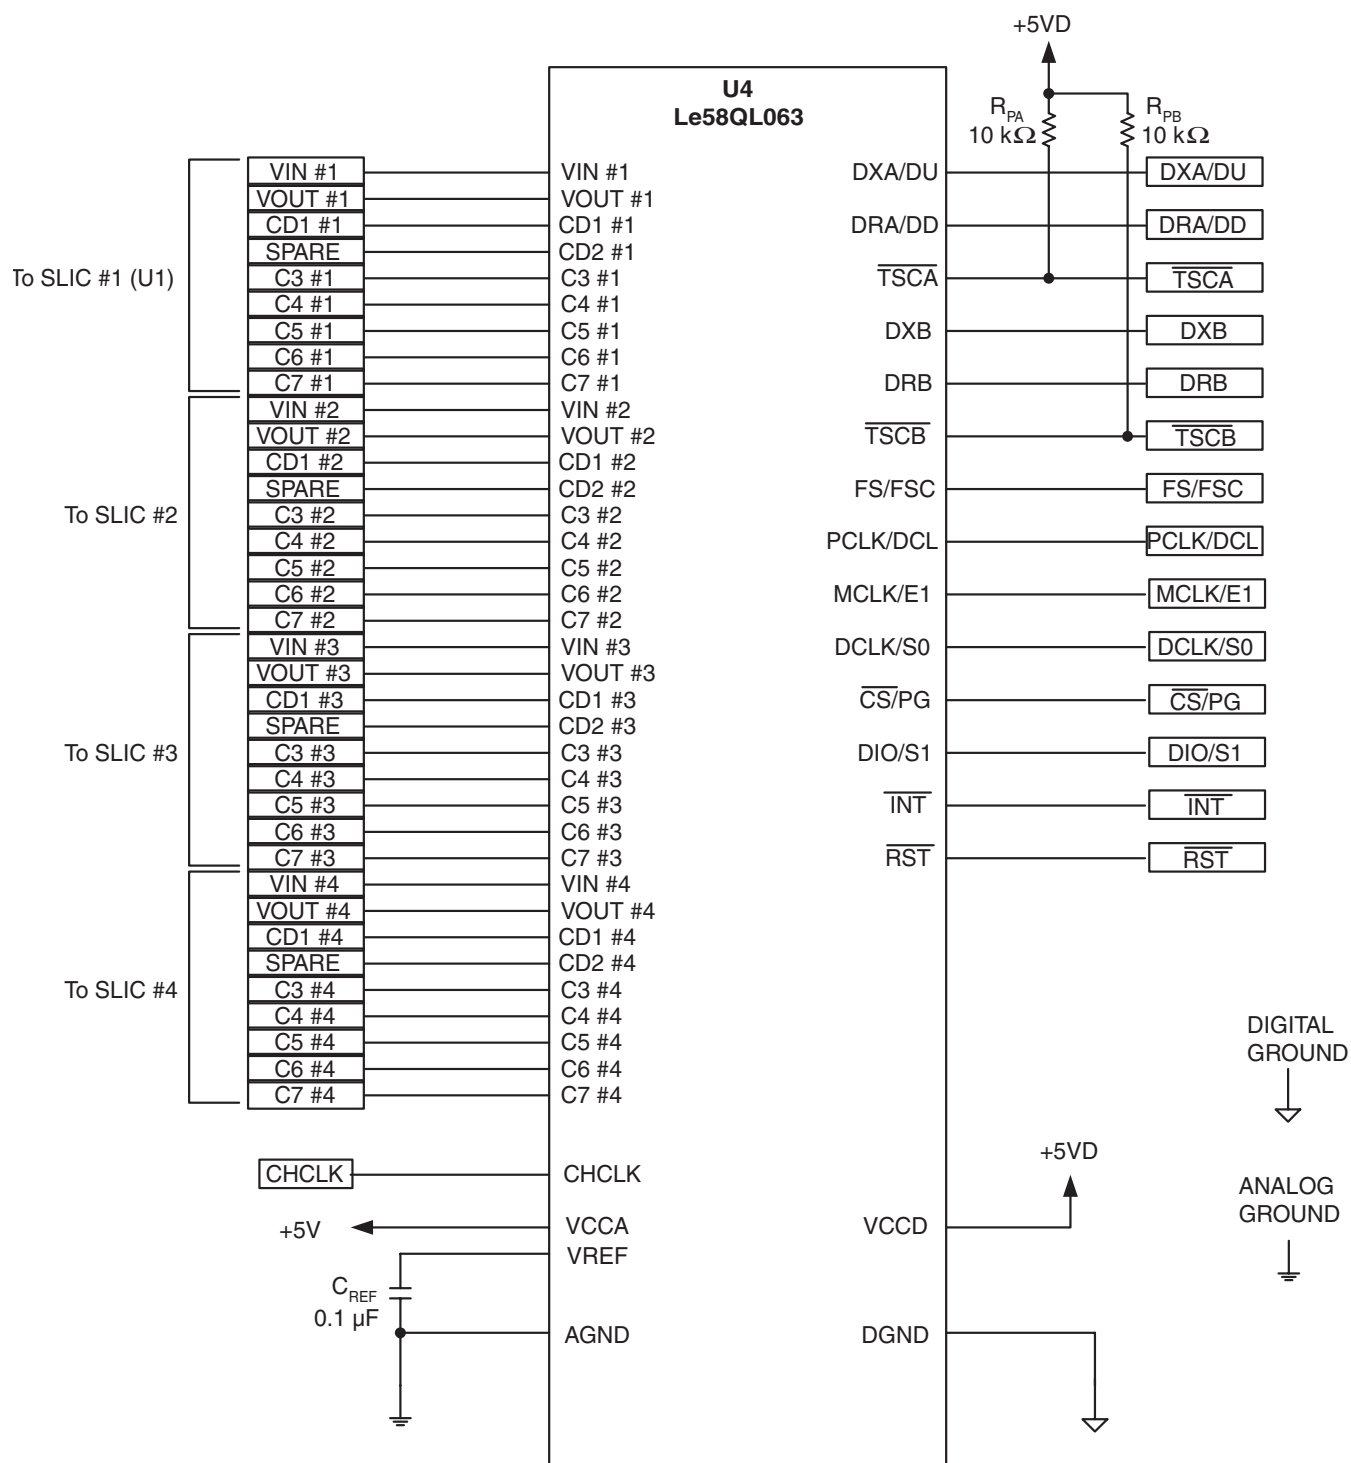 +5VD
U4
Le58QL063
RPA
10 kΩ
RPB
10 kΩ
To SLIC #1 (U1)
VIN #1 VIN #1 DXA/DU DXA/DU
VOUT #1 VOUT #1
CD1 #1 CD1 #1 DRA/DD DRA/DD
SPARE CD2 #1
C3 #1 C3 #1 TSCA TSCA
C4 #1 C4 #1
C5 #1 C5 #1 DXB DXB
C6 #1 C6 #1
C7 #1 C7 #1 DRB DRB
To SLIC #2
VIN #2 VIN #2
VOUT #2 VOUT #2 TSCB TSCB
CD1 #2 CD1 #2
SPARE CD2 #2 FS/FSC FS/FSC
C3 #2 C3 #2
C4 #2 C4 #2 PCLK/DCL PCLK/DCL
C5 #2 C5 #2
C6 #2 C6 #2 MCLK/E1 MCLK/E1
C7 #2 C7 #2
To SLIC #3
VIN #3 VIN #3 DCLK/S0 DCLK/S0
VOUT #3 VOUT #3
CD1 #3 CD1 #3 CS/PG CS/PG
SPARE CD2 #3
C3 #3 C3 #3 DIO/S1 DIO/S1
C4 #3 C4 #3
C5 #3 C5 #3 INT INT
C6 #3 C6 #3
C7 #3 C7 #3 RST RST
To SLIC #4
VIN #4 VIN #4
VOUT #4 VOUT #4
CD1 #4 CD1 #4
SPARE CD2 #4
C3 #4 C3 #4
C4 #4 C4 #4
C5 #4 C5 #4
C6 #4 C6 #4
C7 #4 C7 #4
DIGITAL
GROUND
CHCLK CHCLK
+5VD
ANALOG
GROUND
+5V VCCA VCCD
VREF
CREF
0.1 µF
AGND DGND